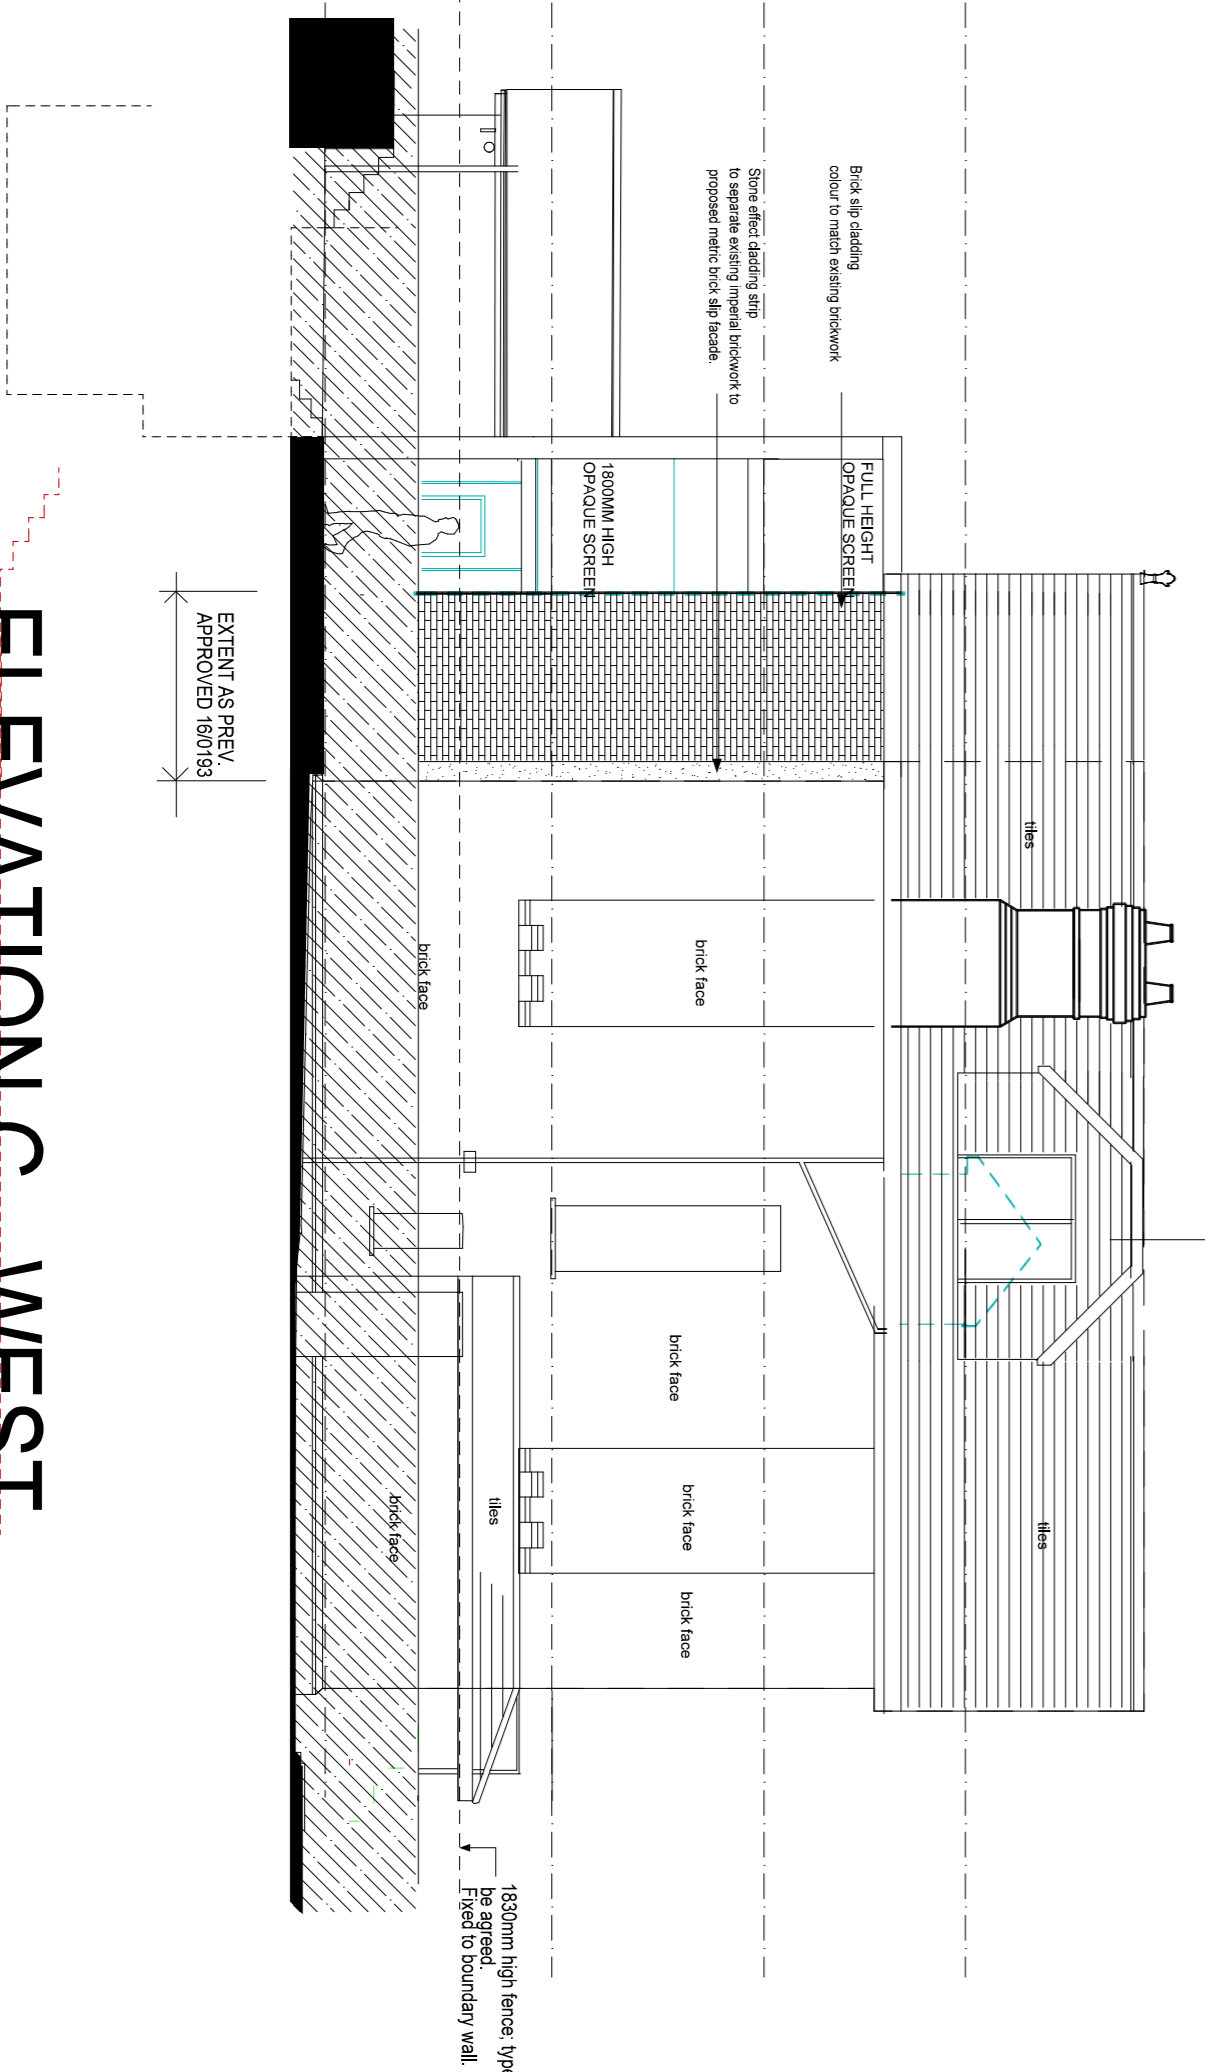 Brick slip cladding
colour to match existing brickwork
Stone effect cladding strip
to separate existing imperial brickwork to
proposed metric brick slip facade.
FULL HEIGHT
OPAQUE SCREEN
1800MM HIGH
OPAQUE SCREEN
tiles
brick face
brick face
brick face
tiles
brick face
brick face
tiles
brick face
1830mm high fence; type
be agreed.
Fixed to boundary wall.
EXTENT AS PREV.
APPROVED 16/0193
ELEVATION C WEST